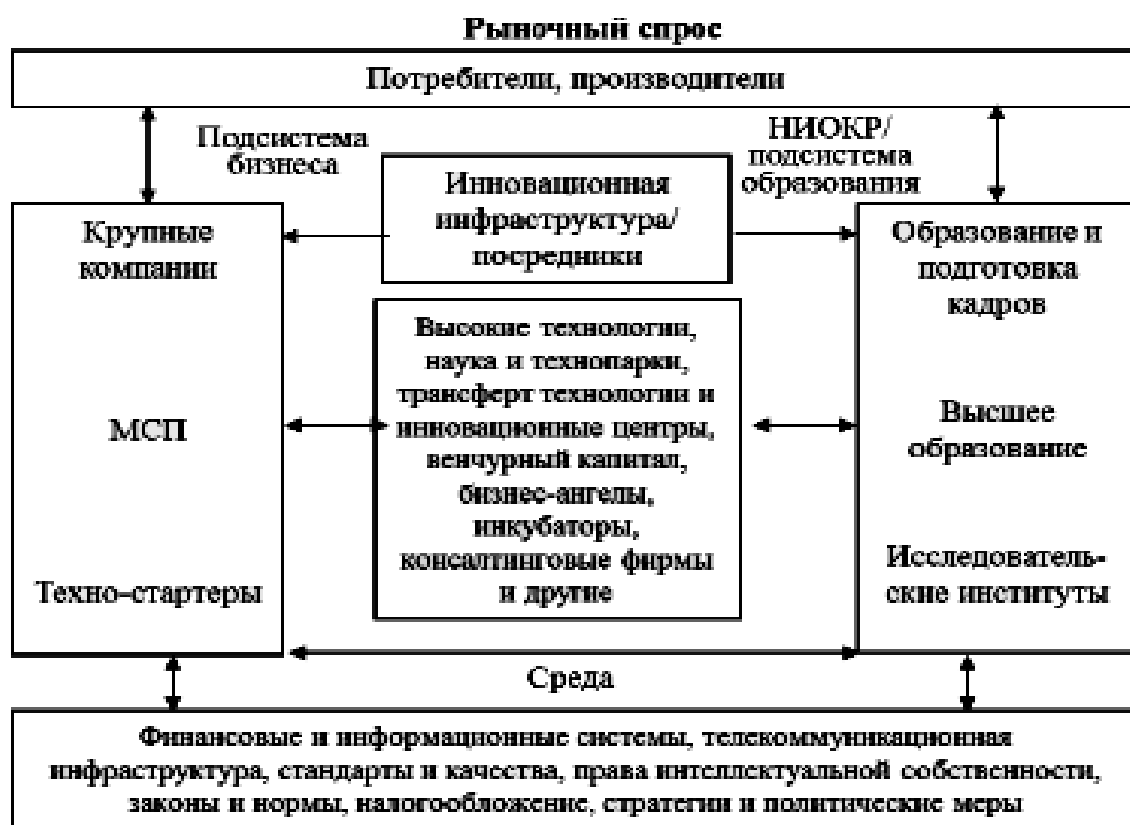 Рыночный спрос
Потребители, производители
Подсистема
бизнеса
НИОКР/
подсистема
образования
Инновационная
инфраструктура/
посредники
Крупные
компании
МСП
Техно-стартеры
Высокие технологии,
наука и технопарки,
трансферт технологии и
инновационные центры,
венчурный капитал,
бизнес-ангелы,
инкубаторы,
консалтинговые фирмы
и другие
Образование и
подготовка
кадров
Высшее
образование
Исследователь-
ские институты
Среда
Финансовые и информационные системы, телекоммуникационная
инфраструктура, стандарты и качества, права интеллектуальной собственности,
законы и нормы, налогообложение, стратегии и политические меры